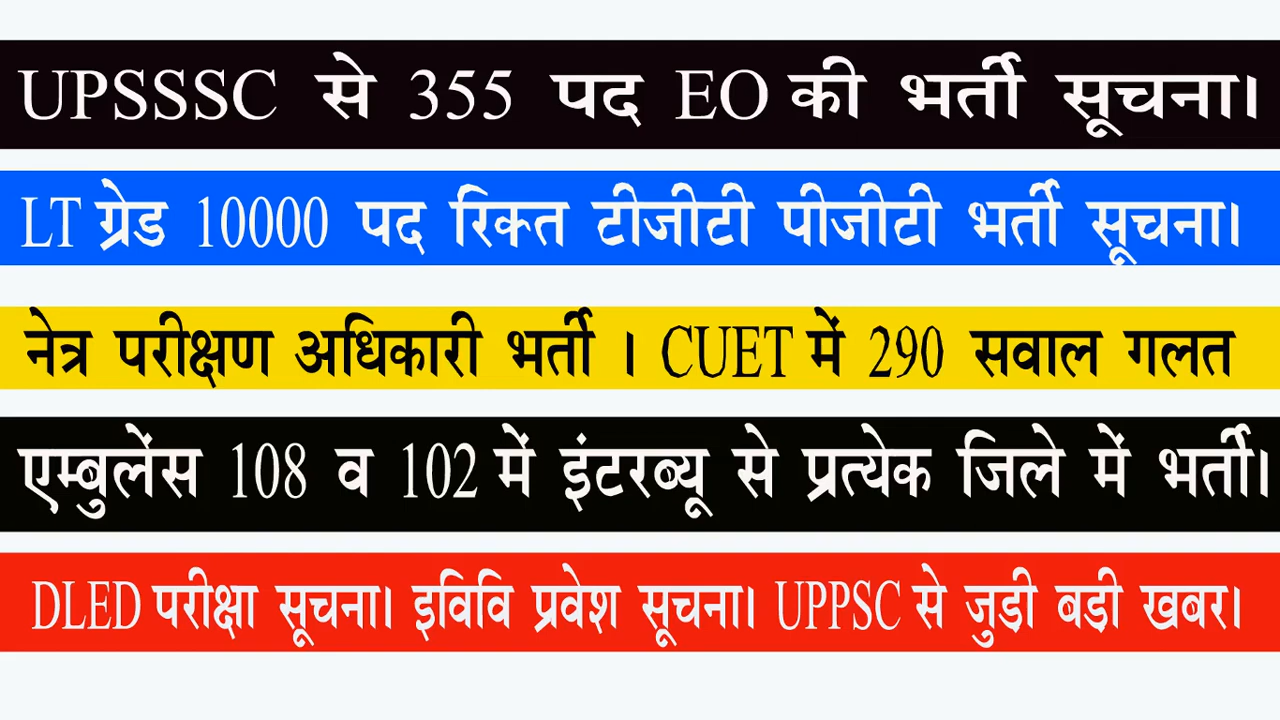 UPSSSC से 355 पद EO की भर्ती सूचना।
LT ग्रेड 10000 पद रिक्त टीजीटी पीजीटी भर्ती सूचना।
नेत्र परीक्षण अधिकारी भर्ती । CUET में 290 सवाल गलत
एम्बुलेंस 108 व 102 में इंटरब्यू से प्रत्येक जिले में भर्ती।
DLED परीक्षा सूचना। इविवि प्रवेश सूचना। UPPSC से जुड़ी बड़ी खबर।